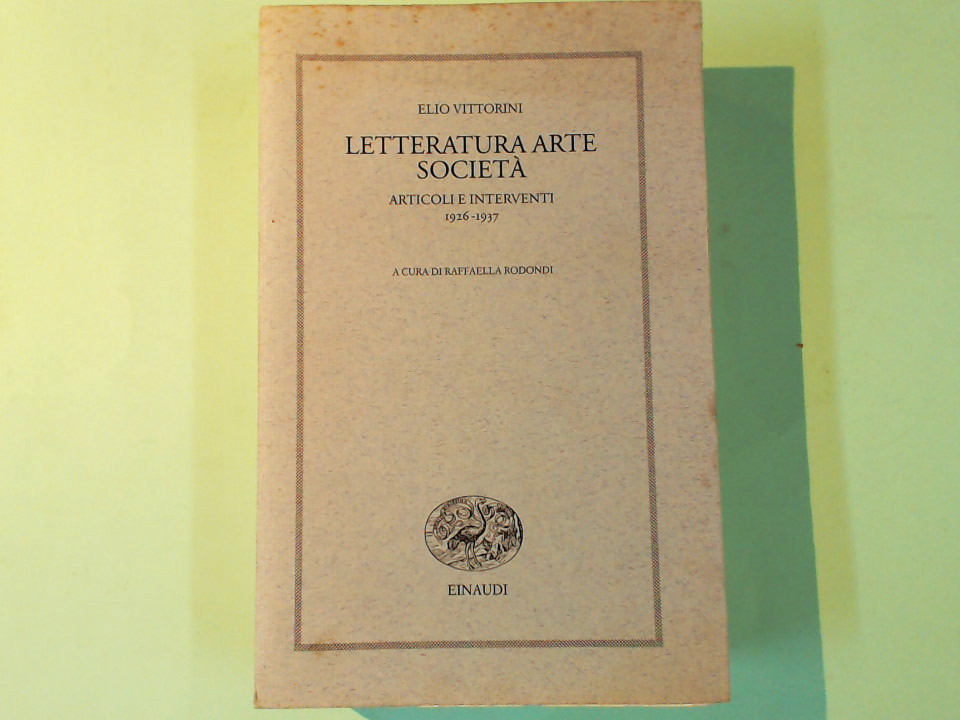 ELIO VITTORINI
LETTERATURA ARTE
SOCIETÀ
ARTICOLI E INTERVENTI
1926-1937
A CURA DI RAFFAELLA RODONDI
EINAUDI